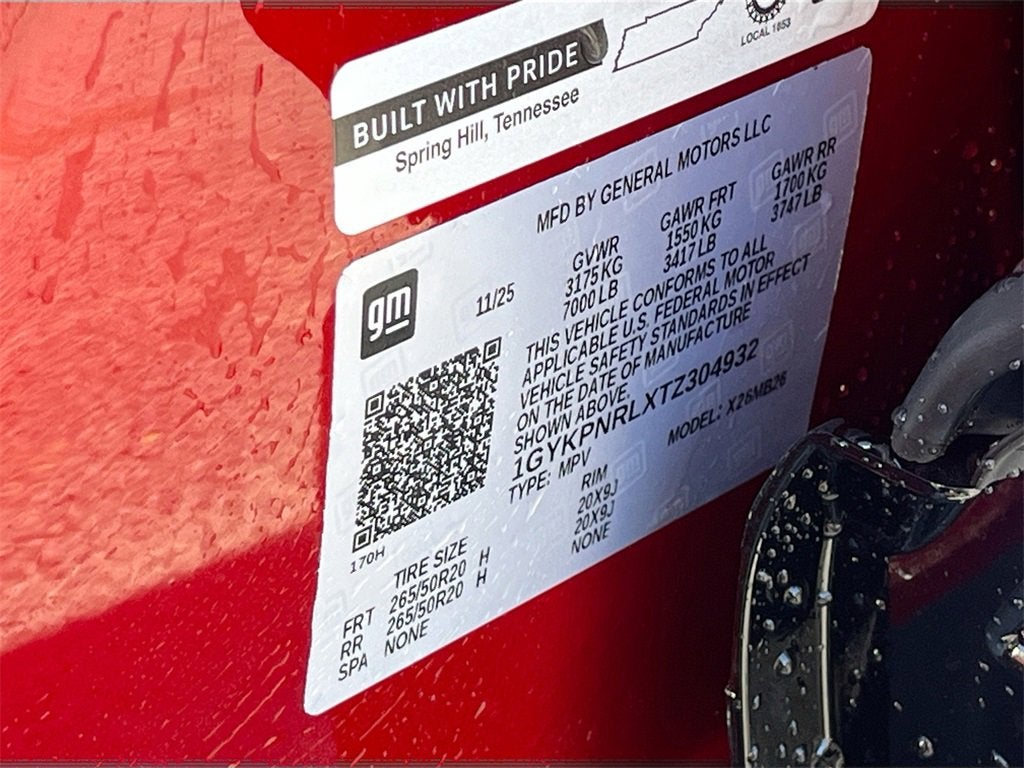 BUILT WITH PRIDE
Spring Hill, Tennessee
LOCAL 1853
MFD BY GENERAL MOTORS LLC
gm
11/25
GVWR GAWR FRT GAWR RR
3175 KG 1550 KG 1700 KG
7000 LB 3417 LB 3747 LB
THIS VEHICLE CONFORMS TO ALL
APPLICABLE U.S. FEDERAL MOTOR
VEHICLE SAFETY STANDARDS IN EFFECT
ON THE DATE OF MANUFACTURE
SHOWN ABOVE.
1GYKPNRLXTZ304932
TYPE: MPV MODEL: X26MB26
170H
TIRE SIZE RIM
FRT 265/50R20 H 20X9J
RR 265/50R20 H 20X9J
SPA NONE NONE